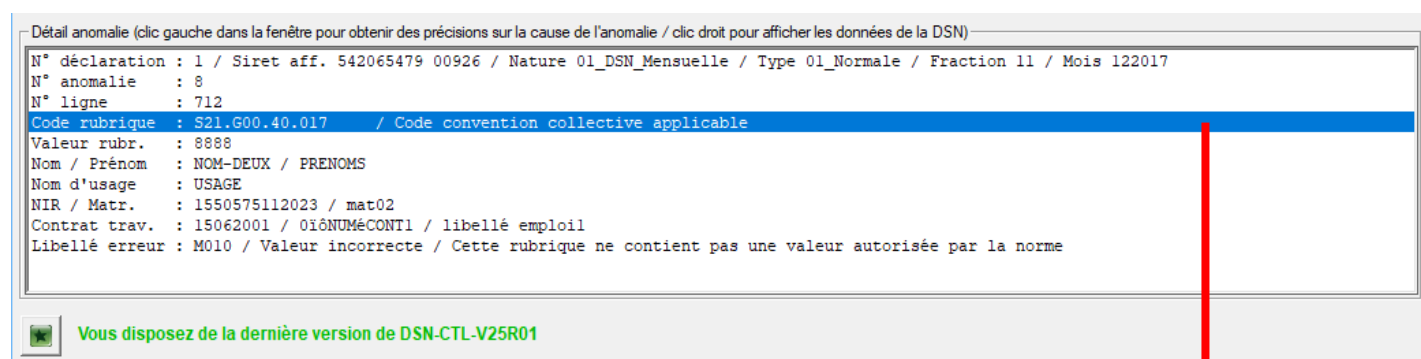 Détail anomalie (clic gauche dans la fenêtre pour obtenir des précisions sur la cause de l'anomalie / clic droit pour afficher les données de la DSN)
N° déclaration : 1 / Siret aff. 542065479 00926 / Nature 01_DSN_Mensuelle / Type 01_Normale / Fraction 11 / Mois 122017
N° anomalie : 8
N° ligne : 712
Code rubrique : S21.G00.40.017 / Code convention collective applicable
Valeur rubr. : 8888
Nom / Prénom : NOM-DEUX / PRENOMS
Nom d'usage : USAGE
NIR / Matr. : 1550575112023 / mat02
Contrat trav. : 15062001 / 0ïôNUMéCONT1 / libellé emploi1
Libellé erreur : M010 / Valeur incorrecte / Cette rubrique ne contient pas une valeur autorisée par la norme
Vous disposez de la dernière version de DSN-CTL-V25R01